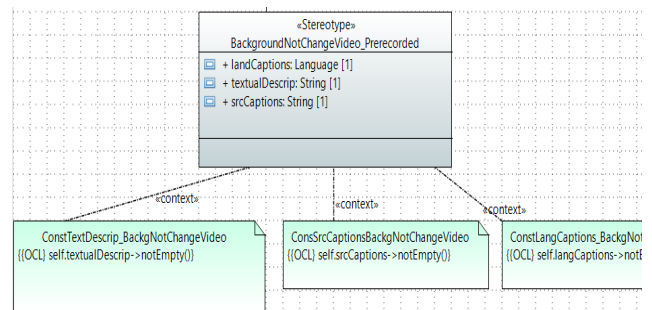 «Stereotype»
BackgroundNotChangeVideo_Prerecorded
+ landCaptions: Language [1]
+ textualDescrip: String [1]
+ srcCaptions: String [1]
«context»
«context»
«context»
ConstTextDescrip_BackgNotChangeVideo
{{OCL} self.textualDescrip->notEmpty()}
ConsSrcCaptionsBackgNotChangeVideo
{{OCL} self.srcCaptions->notEmpty()}
ConstLangCaptions_BackgNot
{{OCL} self.langCaptions->notE